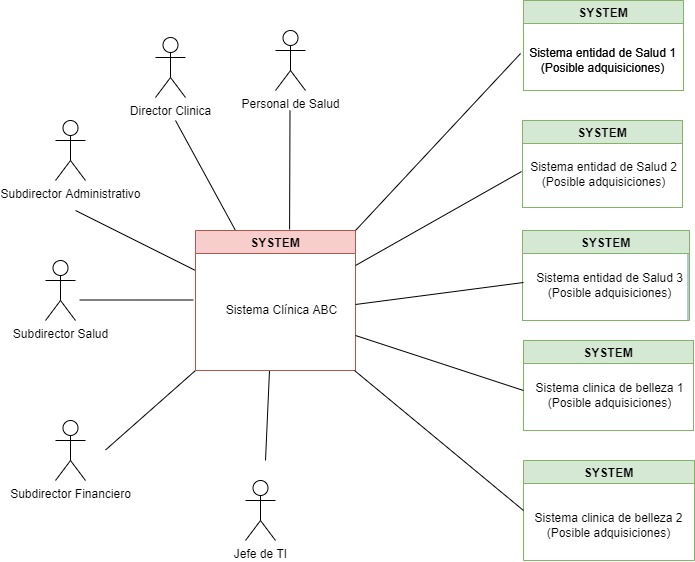 SYSTEM
Sistema entidad de Salud 1
(Posible adquisiciones)
Director Clinica
Personal de Salud
SYSTEM
Sistema entidad de Salud 2
(Posible adquisiciones)
Subdirector Administrativo
SYSTEM
Sistema Clínica ABC
SYSTEM
Sistema entidad de Salud 3
(Posible adquisiciones)
Subdirector Salud
SYSTEM
Sistema clinica de belleza 1
(Posible adquisiciones)
Subdirector Financiero
SYSTEM
Sistema clinica de belleza 2
(Posible adquisiciones)
Jefe de TI